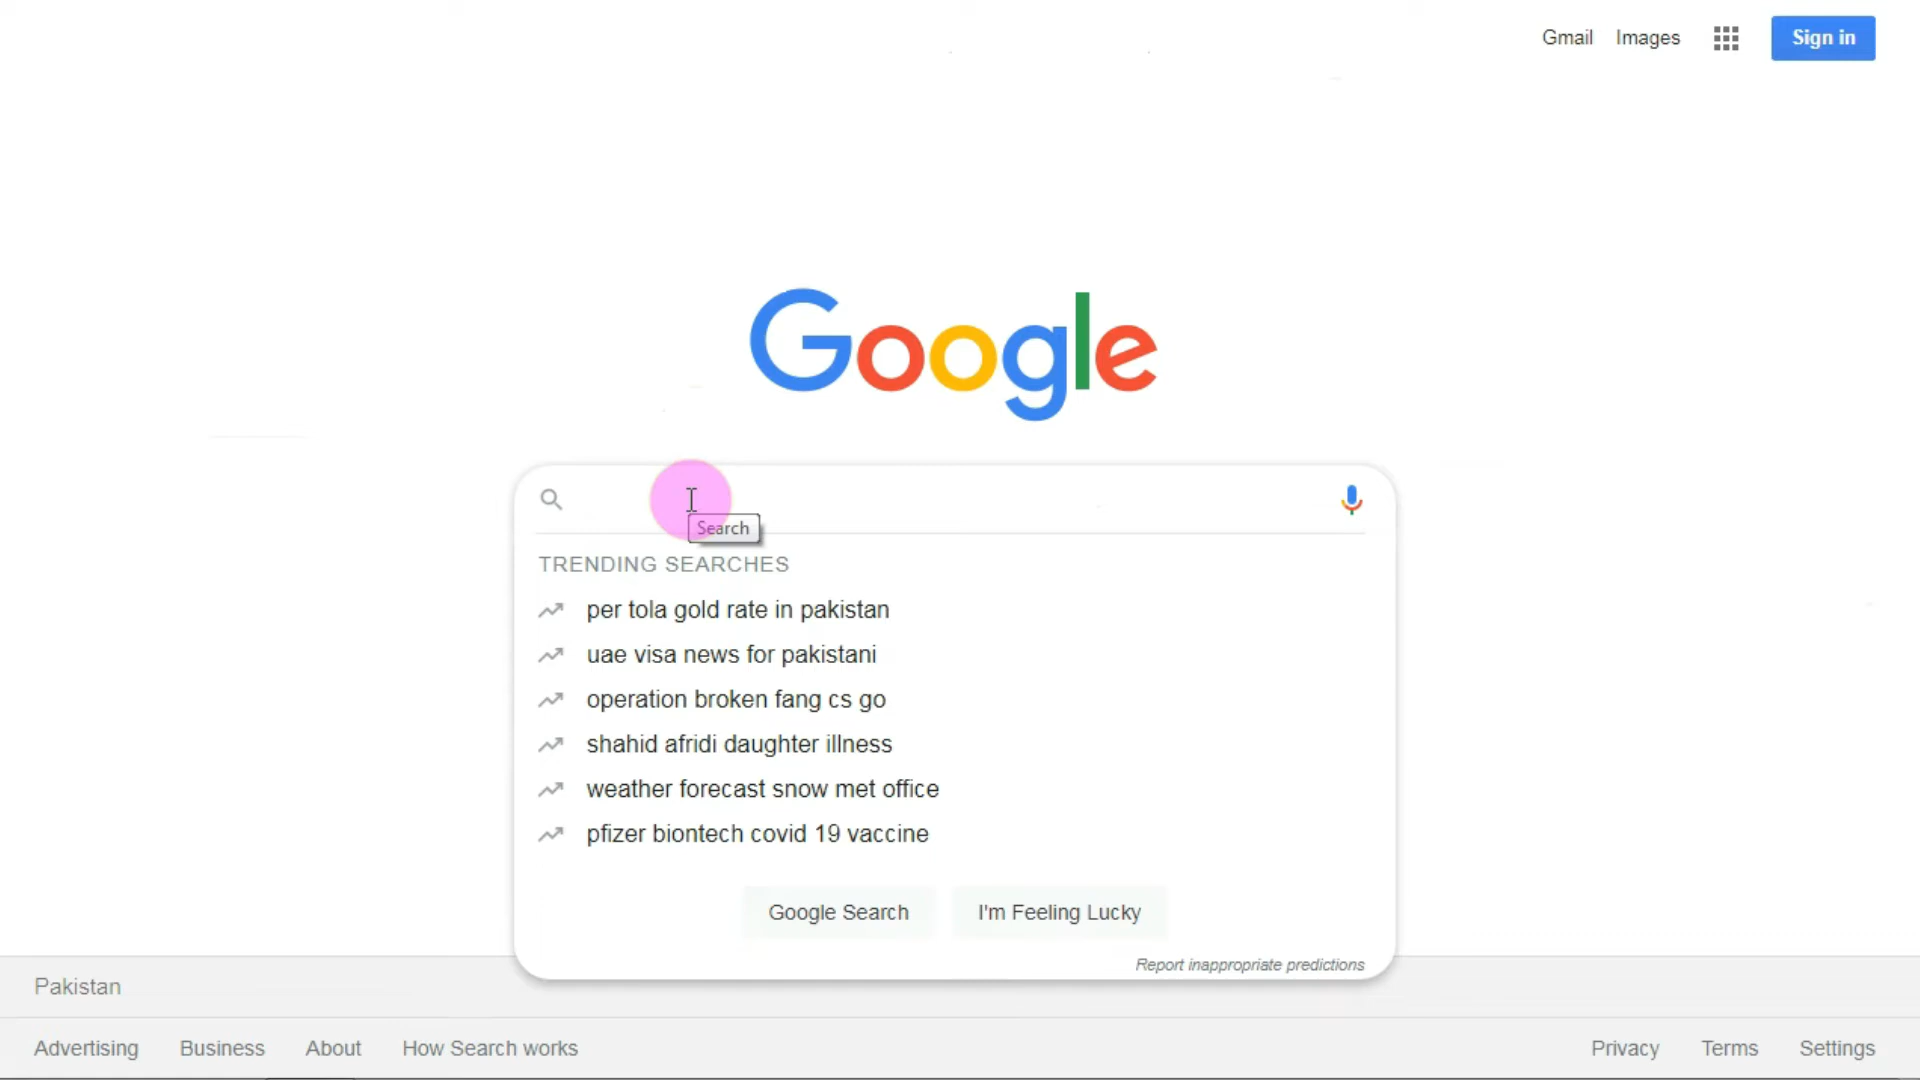 Gmail Images Sign in
Google
Search
TRENDING SEARCHES
per tola gold rate in pakistan
uae visa news for pakistani
operation broken fang cs go
shahid afridi daughter illness
weather forecast snow met office
pfizer biontech covid 19 vaccine
Google Search I'm Feeling Lucky
Report inappropriate predictions
Pakistan
Advertising Business About How Search works Privacy Terms Settings